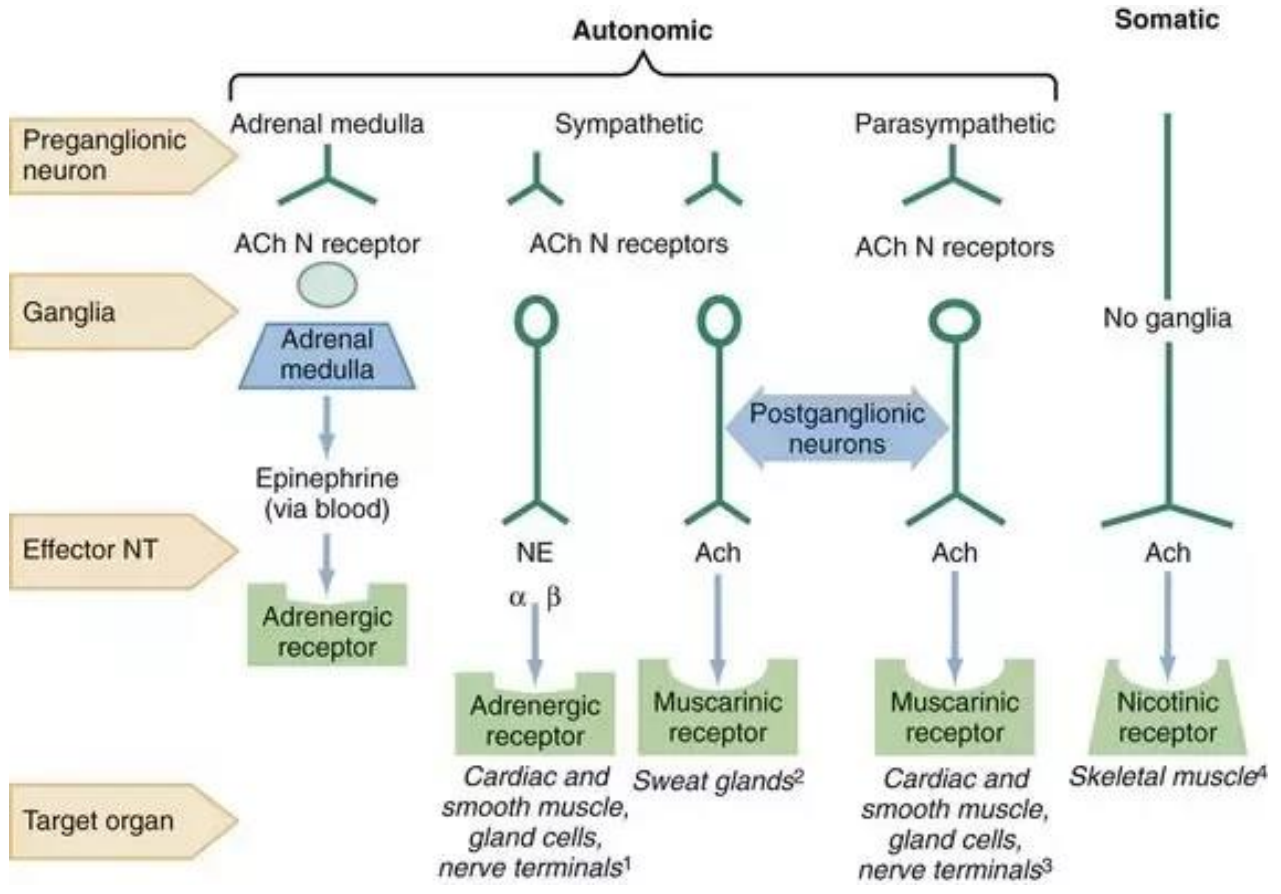 Autonomic
Somatic
Preganglionic
neuron
Adrenal medulla
Sympathetic
Parasympathetic
ACh N receptor
ACh N receptors
ACh N receptors
Ganglia
Adrenal
medulla
No ganglia
Postganglionic
neurons
Epinephrine
(via blood)
Effector NT
NE
Ach
Ach
Ach
α β
Adrenergic
receptor
Adrenergic
receptor
Muscarinic
receptor
Muscarinic
receptor
Nicotinic
receptor
Target organ
Cardiac and
smooth muscle,
gland cells,
nerve terminals¹
Sweat glands²
Cardiac and
smooth muscle,
gland cells,
nerve terminals³
Skeletal muscle⁴